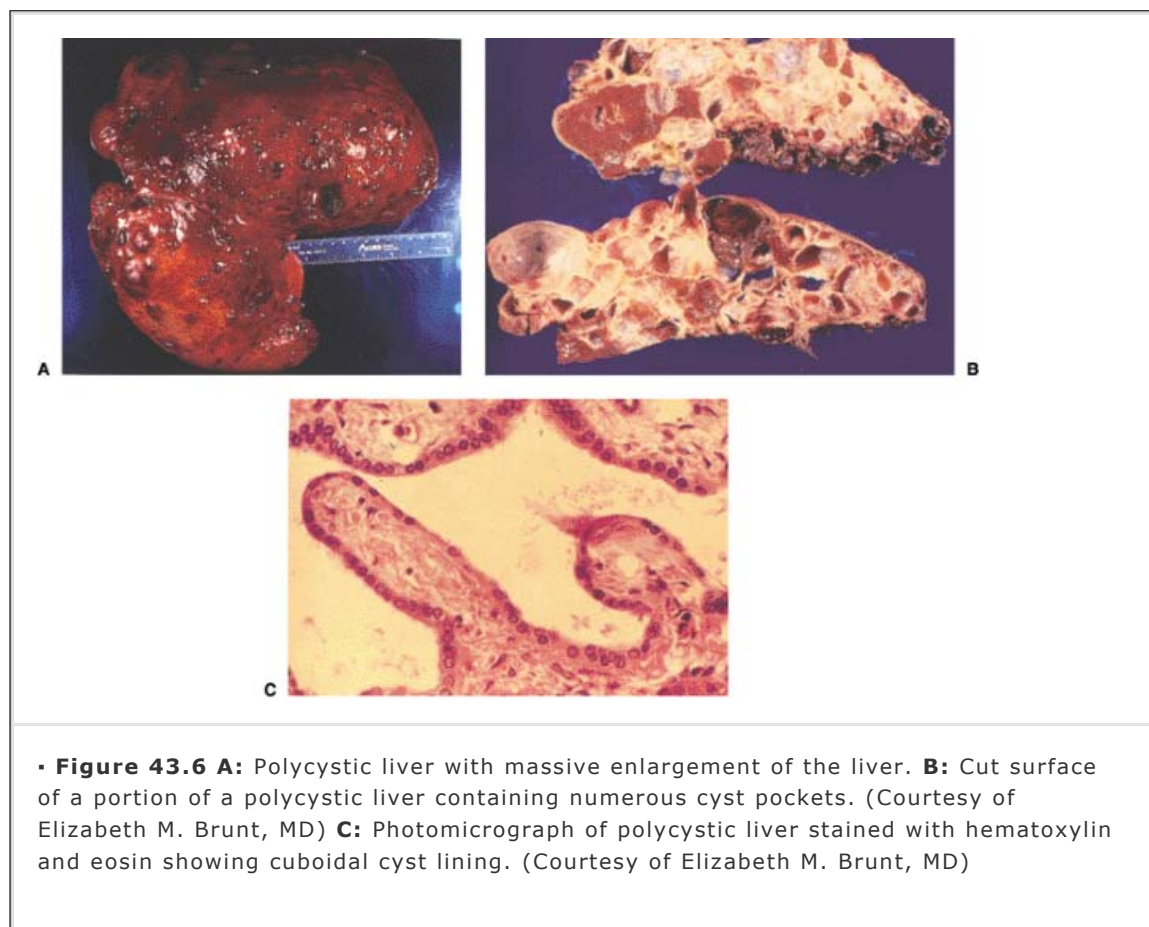 A
B
C
▪ Figure 43.6 A: Polycystic liver with massive enlargement of the liver. B: Cut surface
of a portion of a polycystic liver containing numerous cyst pockets. (Courtesy of
Elizabeth M. Brunt, MD) C: Photomicrograph of polycystic liver stained with hematoxylin
and eosin showing cuboidal cyst lining. (Courtesy of Elizabeth M. Brunt, MD)